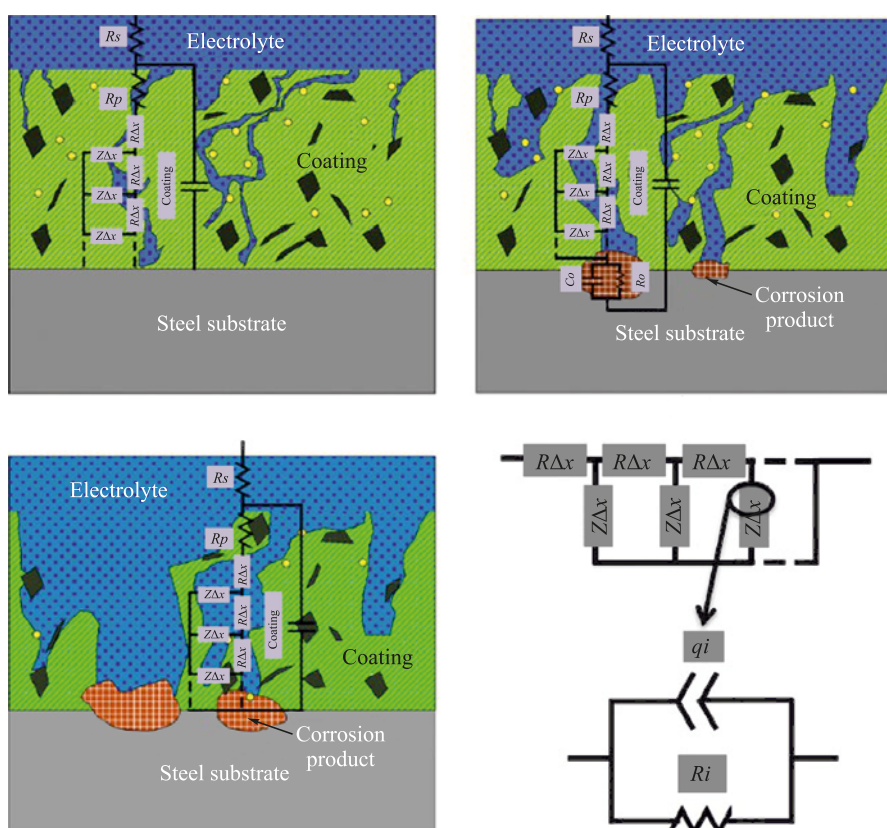 Rs
Electrolyte
Rp
RΔx
ZΔx
RΔx
Coating
ZΔx
RΔx
ZΔx
Coating
Steel substrate
Rs
Electrolyte
Rp
RΔx
ZΔx
RΔx
Coating
ZΔx
RΔx
ZΔx
Coating
Co
Ro
Corrosion
product
Steel substrate
Rs
Electrolyte
Rp
RΔx
ZΔx
RΔx
Coating
ZΔx
RΔx
ZΔx
Coating
Corrosion
product
Steel substrate
RΔx
RΔx
RΔx
ZΔx
ZΔx
ZΔx
qi
Ri